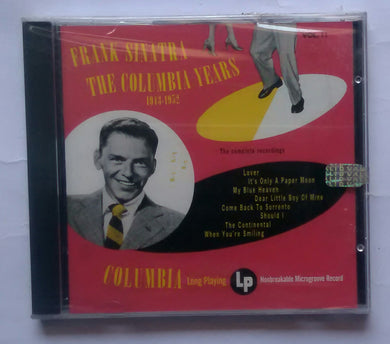 VOL. 11
FRANK SINATRA
THE COLUMBIA YEARS
1943-1952
The complete recordings
Lover
It's Only A Paper Moon
My Blue Heaven
Dear Little Boy Of Mine
Come Back To Sorrento
Should I
The Continental
When You're Smiling
COLUMBIA Long Playing LP Nonbreakable Microgroove Record